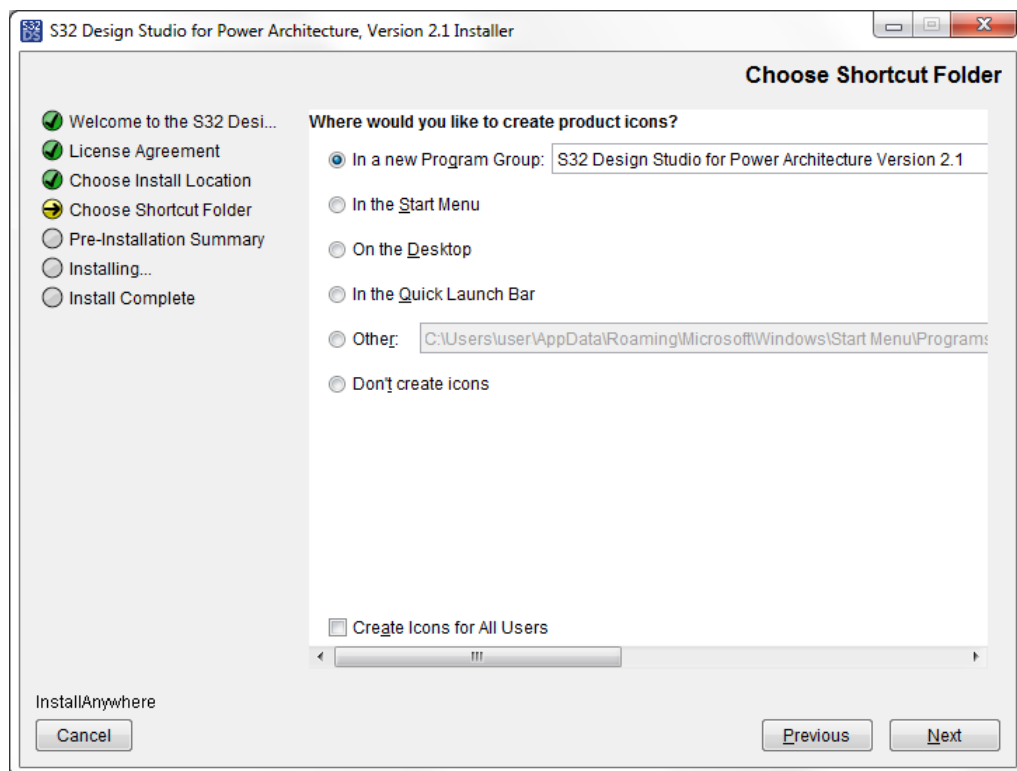 S32 DS
S32 Design Studio for Power Architecture, Version 2.1 Installer
Choose Shortcut Folder
Welcome to the S32 Desi...
License Agreement
Choose Install Location
Choose Shortcut Folder
Pre-Installation Summary
Installing...
Install Complete
Where would you like to create product icons?
In a new Program Group: S32 Design Studio for Power Architecture Version 2.1
In the Start Menu
On the Desktop
In the Quick Launch Bar
Other: C:\Users\user\AppData\Roaming\Microsoft\Windows\Start Menu\Programs
Don't create icons
Create Icons for All Users
InstallAnywhere
Cancel
Previous
Next